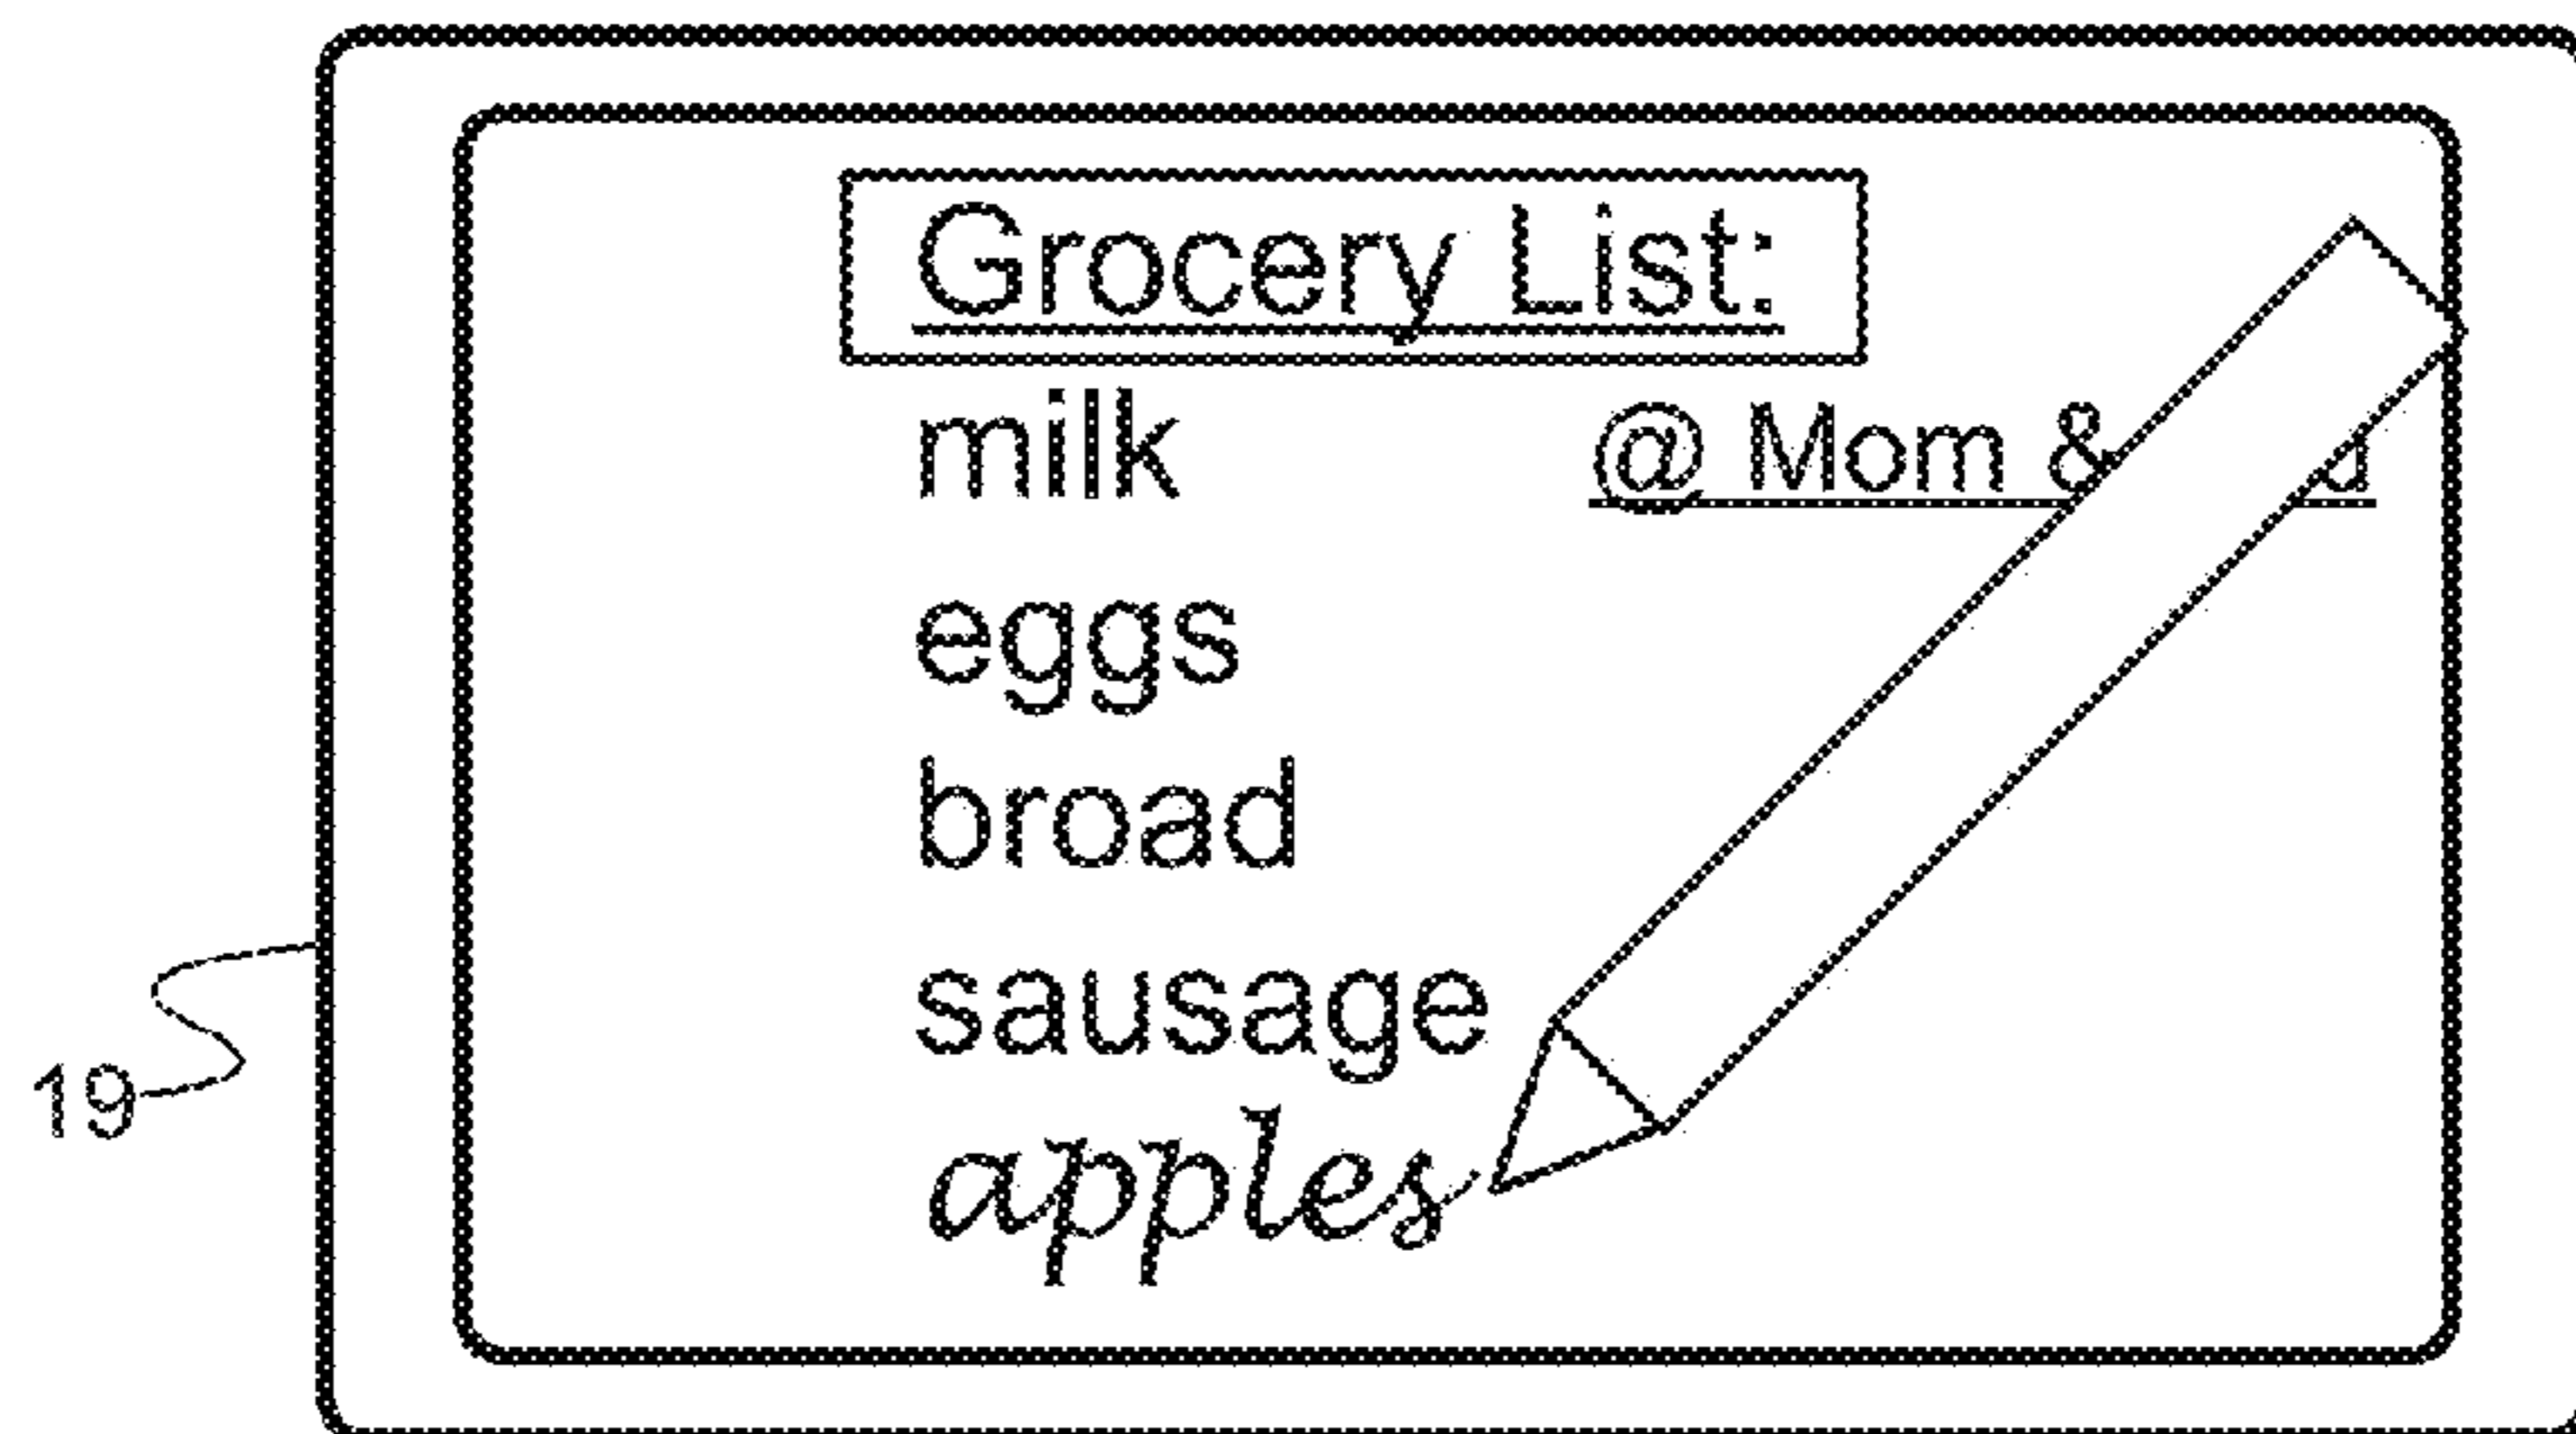 Grocery List:
milk @ Mom &
eggs
broad
sausage
19
apples